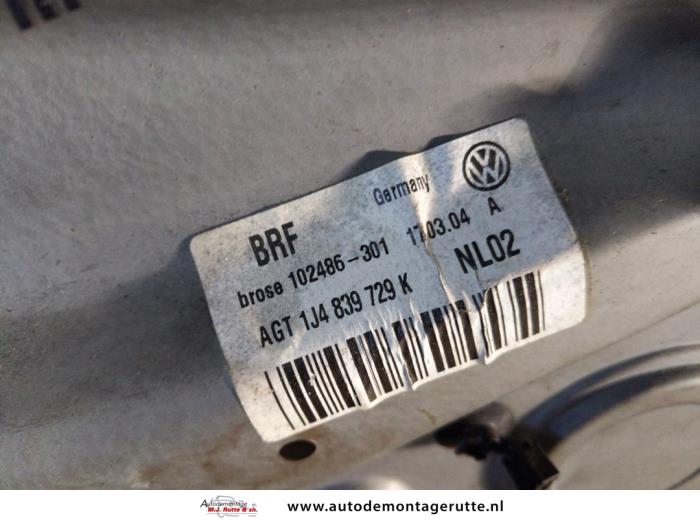 Germany
BRF
brose 102486-301 17.03.04 A
AGT 1J4 839 729 K NL02
Autodemontage
M.J. Rutte & zn.
www.autodemontagerutte.nl